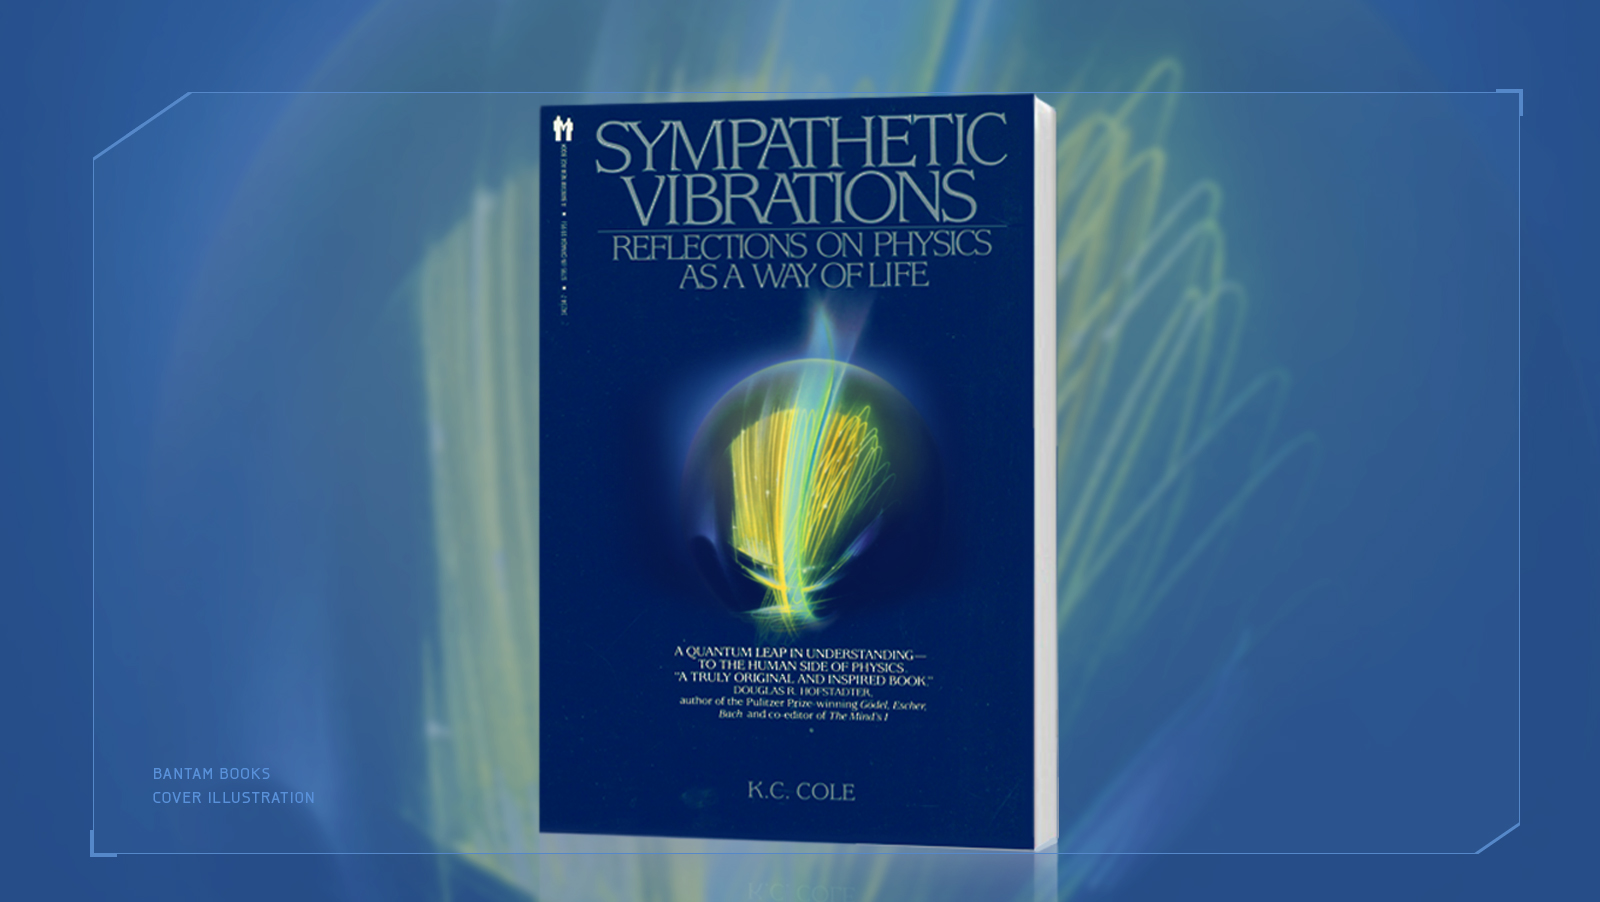 SYMPATHETIC
VIBRATIONS
REFLECTIONS ON PHYSICS
AS A WAY OF LIFE
A QUANTUM LEAP IN UNDERSTANDING—
TO THE HUMAN SIDE OF PHYSICS.
"A TRULY ORIGINAL AND INSPIRED BOOK."
DOUGLAS R. HOFSTADTER,
author of the Pulitzer Prize-winning Gödel, Escher,
Bach and co-editor of The Mind's I
K.C. COLE
BANTAM BOOKS
COVER ILLUSTRATION
K.C. COLE